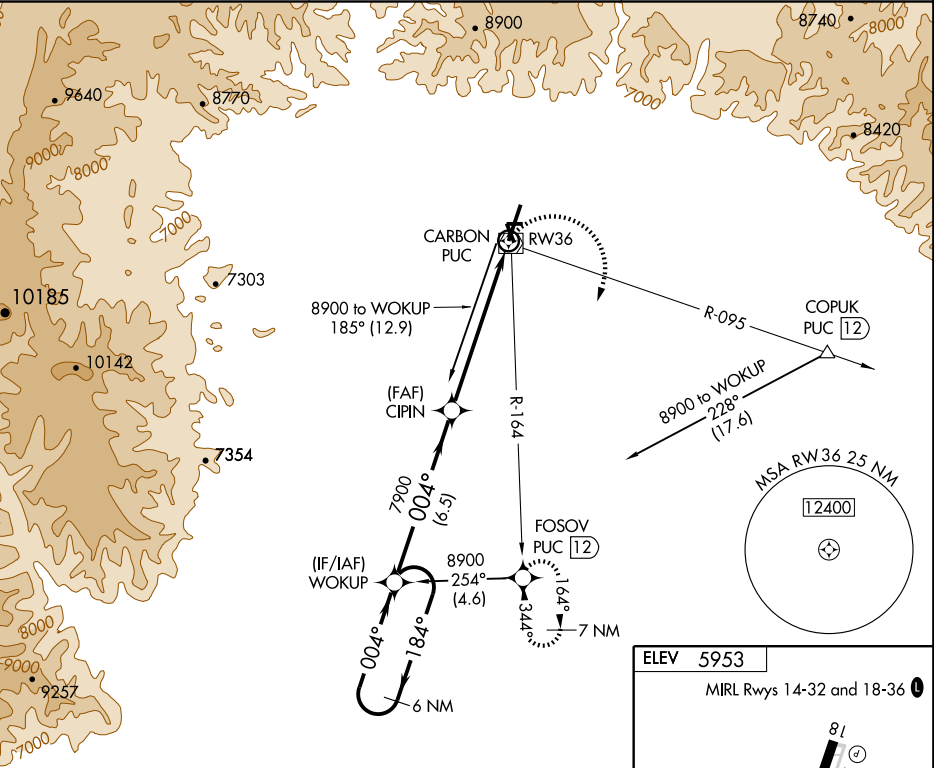 8900
8740
8000
9640
8770
7000
8420
9000
8000
7000
CARBON
PUC
RW36
7303
10185
8900 to WOKUP
185° (12.9)
R-095
COPUK
PUC 12
10142
8900 to WOKUP
228°
(17.6)
(FAF)
CIPIN
R-164
7354
MSA RW36 25 NM
12400
7900
004°
(6.5)
FOSOV
PUC 12
(IF/IAF)
WOKUP
8900
254°
(4.6)
164°
344°
7 NM
004°
184°
6 NM
8000
9000
9257
7000
ELEV 5953
MIRL Rwys 14-32 and 18-36 L
18
P